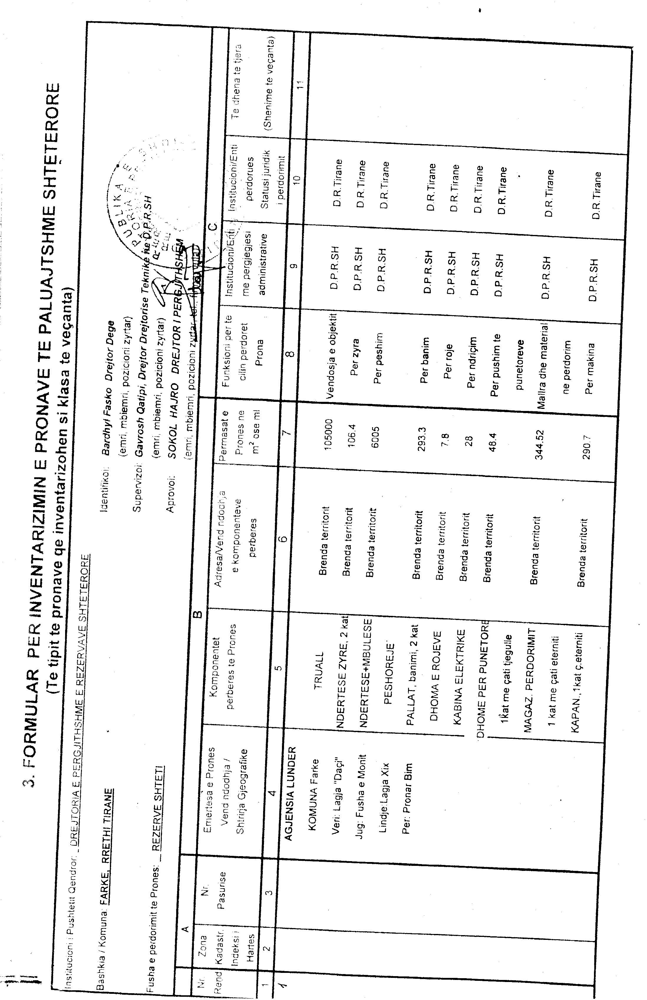 3. FORMULAR PER INVENTARIZIMIN E PRONAVE TE PALUAJTSHME SHTETERORE
(Te tipit te pronave qe inventarizohen si klasa te veçanta)
Institucioni i Pushtetit Qendror: _DREJTORIA E PERGJITHSHME E REZERVAVE SHTETERORE
Bashkia / Komuna: FARKE, RRETHI TIRANE
Fusha e perdorimit te Prones: _ REZERVE SHTETI
Identifikoi: Bardhyl Fasko Drejtor Dege
(emri, mbiemri, pozicioni zyrtar)
Supervizoi: Gavrosh Qatipi, Drejtor Drejtorise Teknike ne D.P.R.SH
(emri, mbiemri, pozicioni zyrtar)
Aprovoi: SOKOL HAJRO DREJTOR I PERGJITHSHEM
(emri, mbiemri, pozicioni zyrtar, tel.,
PUBLIKA E SH
A B C
Nr. Rend
Zona Kadastr. Indeksi i Hartes
Nr. Pasurise
Emertesa e Prones Vend ndodhja / Shtrirja Gjeografike
Komponentet perberes te Prones
Adresa/Vend ndodhja e komponenteve perberes
Permasat e Prones ne m² ose ml
Funksioni per te cilin perdoret Prona
Institucioni/Enti me pergjegjesi administrative
Institucioni/Enti perdorues Statusi juridik i perdorimit
Te dhena te tjera (Shenime te veçanta)
1 2 3 4 5 6 7 8 9 10 11
1 AGJENSIA LUNDER
KOMUNA Farke TRUALL Brenda territorit 105000 Vendosja e objektit D.P.R.SH D.R.Tirane
Veri: Lagja "Daçi" NDERTESE ZYRE, 2 kat Brenda territorit 106.4 Per zyra D.P.R.SH D.R.Tirane
Jug: Fusha e Monit NDERTESE+MBULESE Brenda territorit 6005 Per peshim D.P.R.SH D.R.Tirane
Lindje:Lagja Xix PESHOREJE
Per: Pronar Bim PALLAT, banimi, 2 kat Brenda territorit 293.3 Per banim D.P.R.SH D.R.Tirane
DHOMA E ROJEVE Brenda territorit 7.8 Per roje D.P.R.SH D.R.Tirane
KABINA ELEKTRIKE Brenda territorit 28 Per ndriçim D.P.R.SH D.R.Tirane
DHOME PER PUNETORE Brenda territorit 48.4 Per pushim te D.P.R.SH D.R.Tirane
1kat me çati tjegulle punetoreve
MAGAZ. PERDORIMIT Brenda territorit 344.52 Mallra dhe material D.P.R.SH D.R.Tirane
1 kat me çati eterniti ne perdorim
KAPAN.,1kat ç.eterniti Brenda territorit 290.7 Per makina D.P.R.SH D.R.Tirane